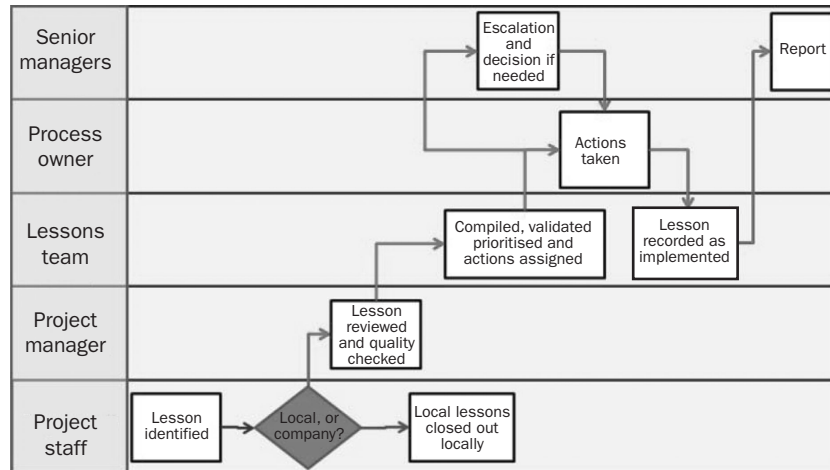 Senior
managers
Escalation
and
decision if
needed
Report
Process
owner
Actions
taken
Lessons
team
Compiled, validated
prioritised and
actions assigned
Lesson
recorded as
implemented
Project
manager
Lesson
reviewed
and quality
checked
Project
staff
Lesson
identified
Local, or
company?
Local lessons
closed out
locally